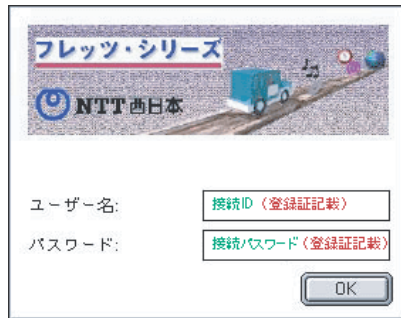 フレッツ・シリーズ
NTT西日本
ユーザー名: 接続ID（登録証記載）
パスワード: 接続パスワード（登録証記載）
OK